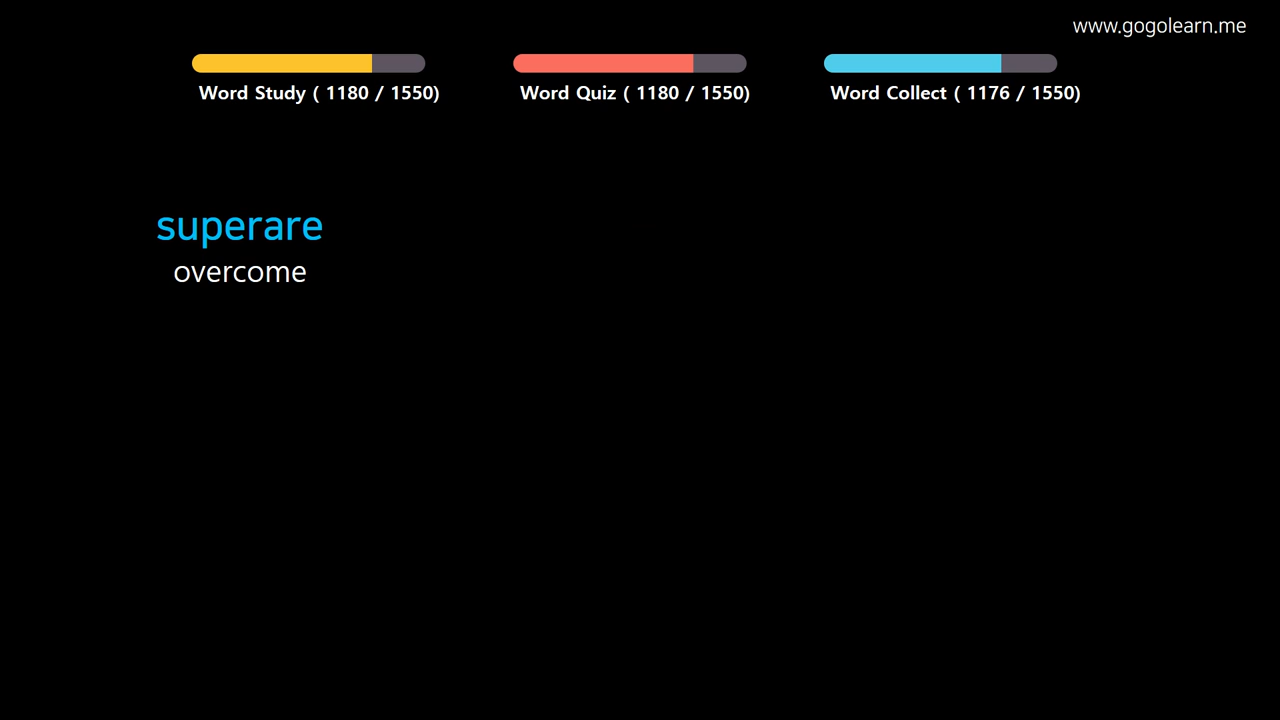 www.gogolearn.me
Word Study ( 1180 / 1550)
Word Quiz ( 1180 / 1550)
Word Collect ( 1176 / 1550)
superare
overcome